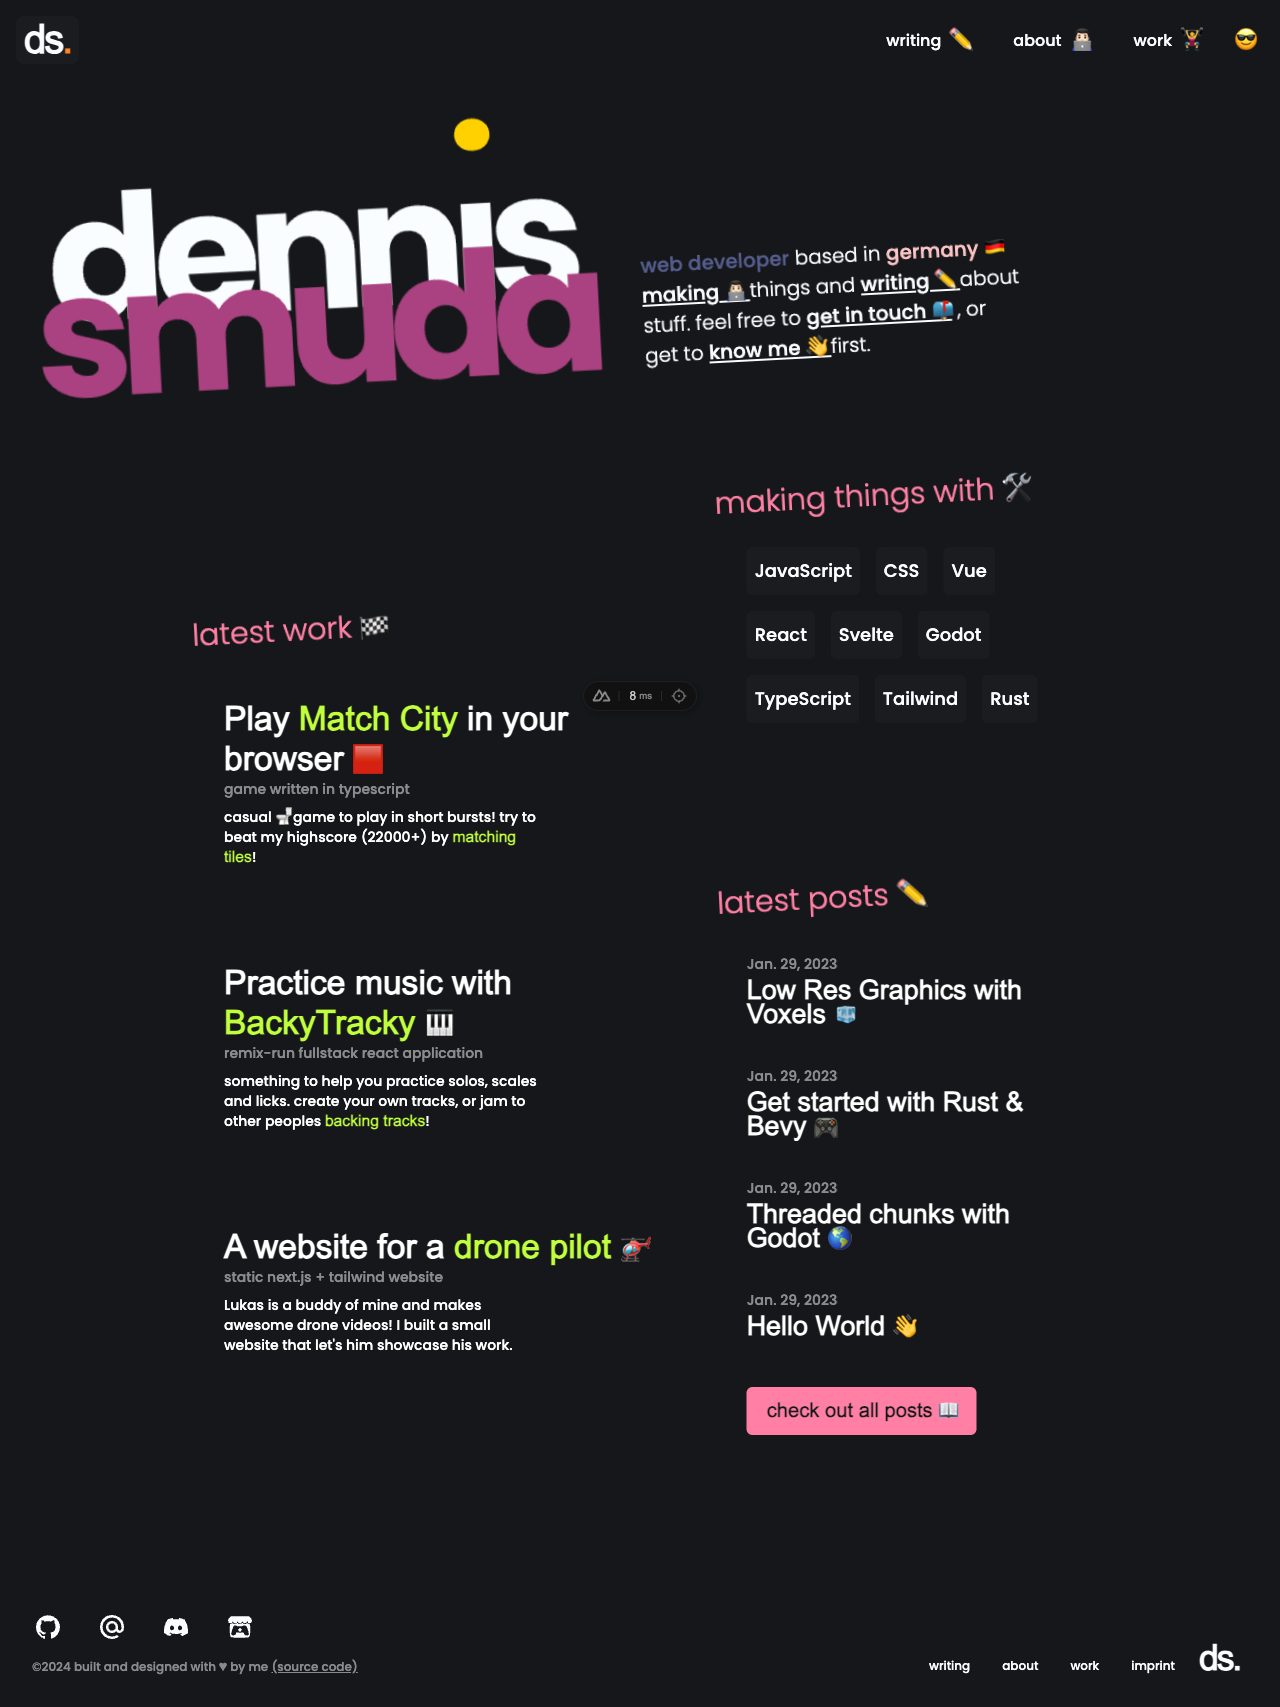 ds.
writing ✏️ about 👨🏻‍💻 work 🏋️ 😎
dennis
smuda
web developer based in germany 🇩🇪
making 👨🏻‍💻 things and writing ✏️ about
stuff. feel free to get in touch 📫, or
get to know me 👋 first.
making things with 🛠️
JavaScript CSS Vue
React Svelte Godot
TypeScript Tailwind Rust
latest work 🏁
8 ms
Play Match City in your
browser 🟥
game written in typescript
casual 🚽 game to play in short bursts! try to
beat my highscore (22000+) by matching
tiles!
Practice music with
BackyTracky 🎹
remix-run fullstack react application
something to help you practice solos, scales
and licks. create your own tracks, or jam to
other peoples backing tracks!
A website for a drone pilot 🚁
static next.js + tailwind website
Lukas is a buddy of mine and makes
awesome drone videos! I built a small
website that let's him showcase his work.
latest posts ✏️
Jan. 29, 2023
Low Res Graphics with
Voxels 🧊
Jan. 29, 2023
Get started with Rust &
Bevy 🎮
Jan. 29, 2023
Threaded chunks with
Godot 🌎
Jan. 29, 2023
Hello World 👋
check out all posts 📖
©2024 built and designed with ♥ by me (source code)
writing about work imprint ds.